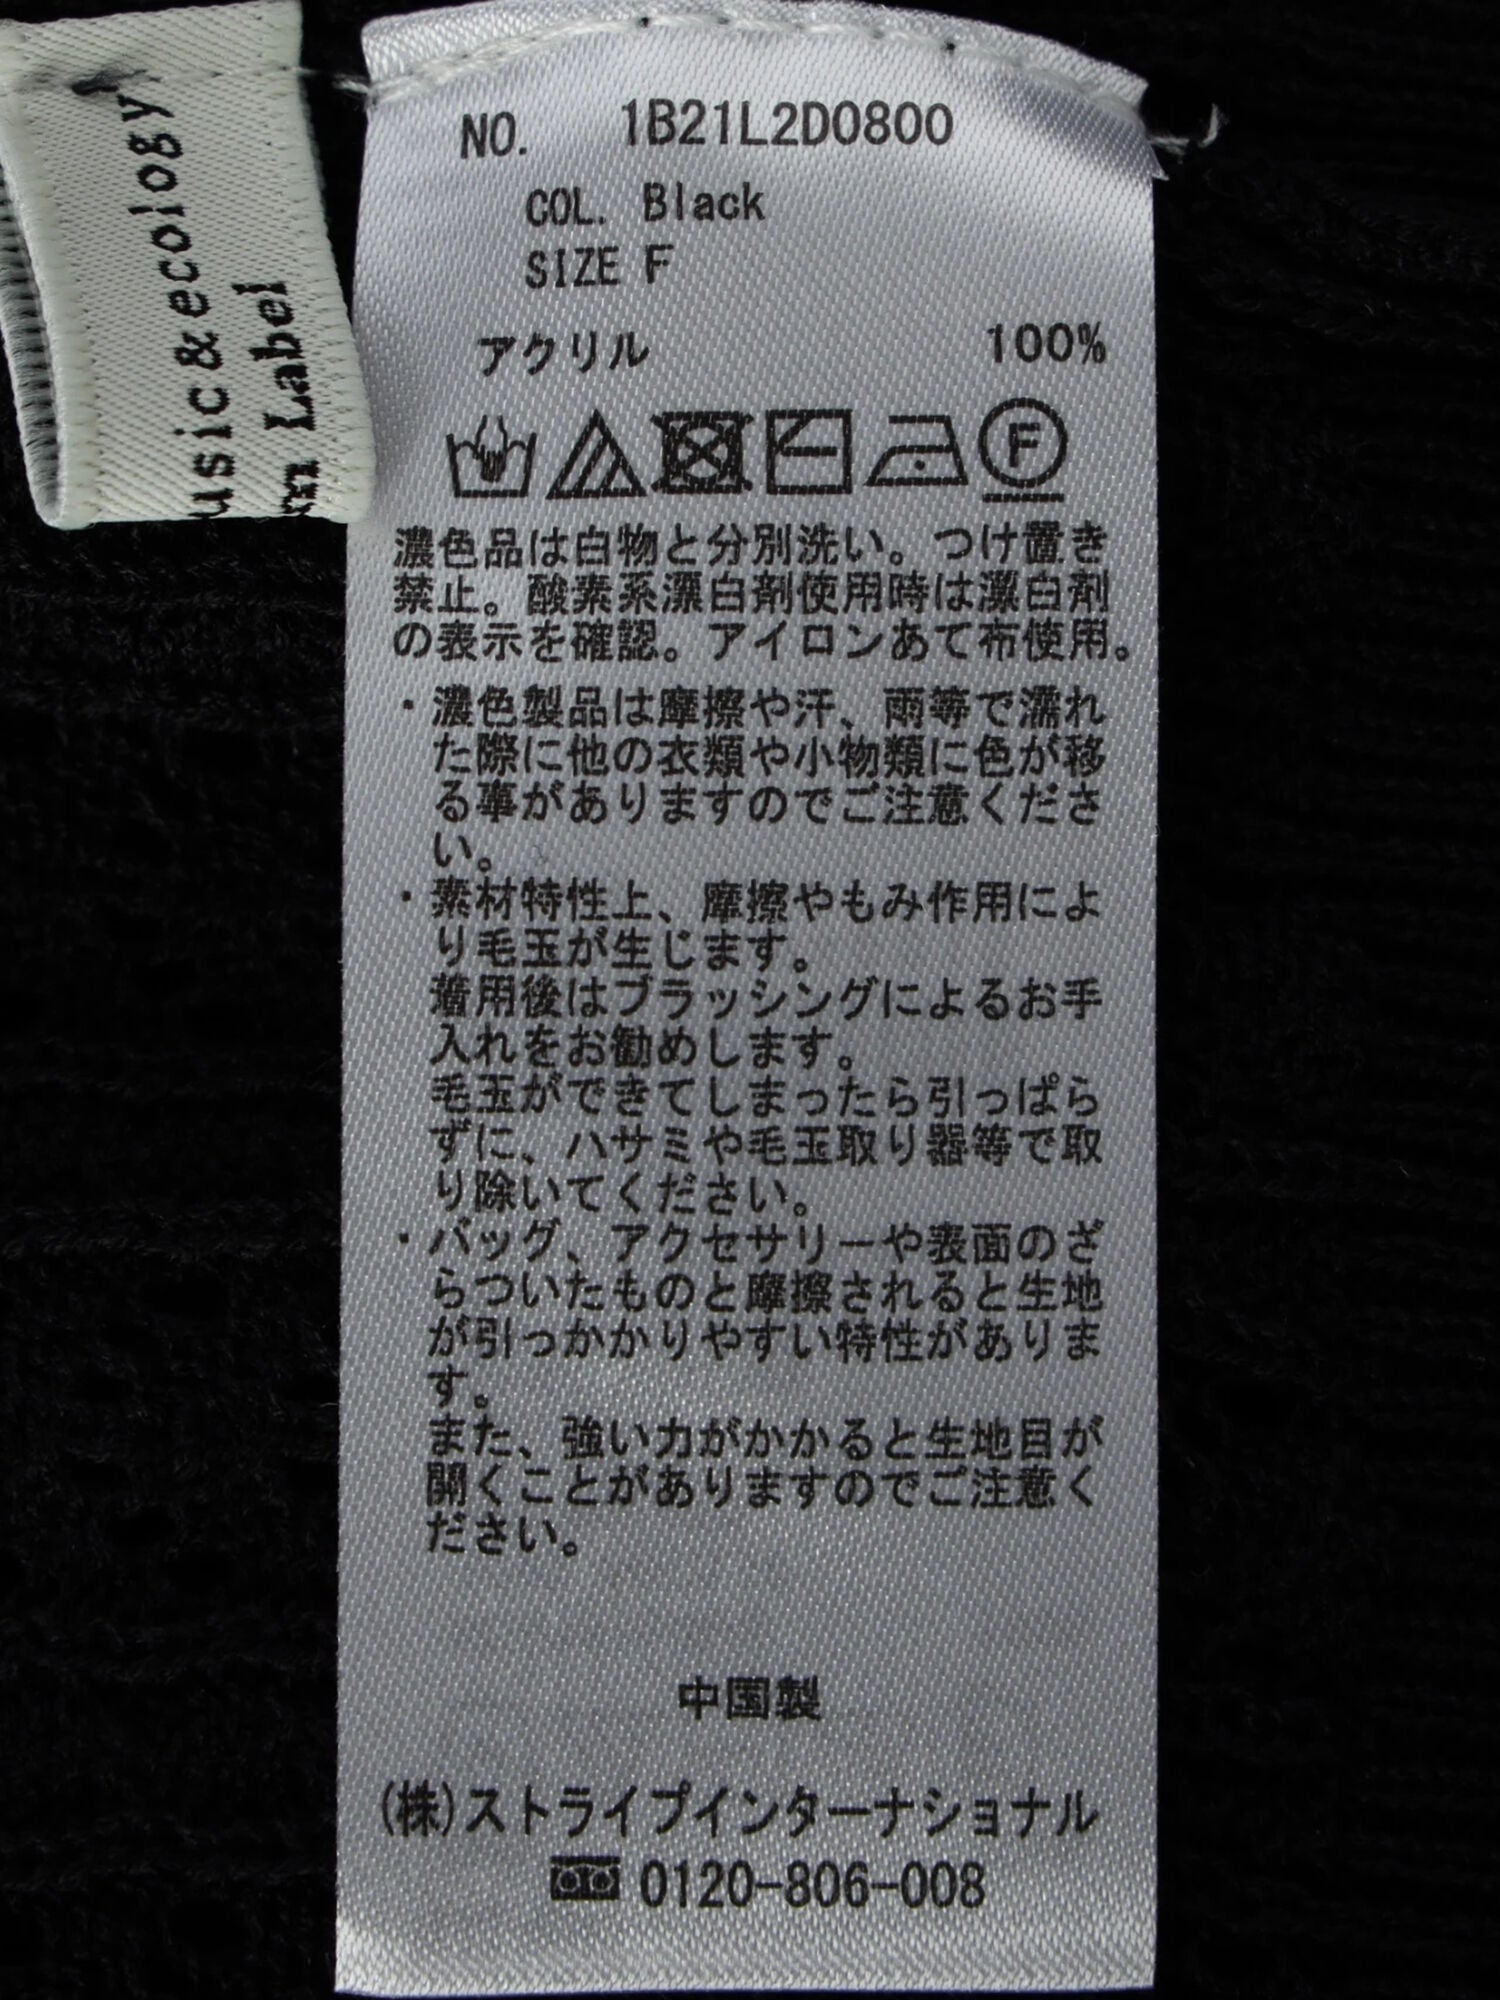 &ecology
Label
NO. 1B21L2D0800
COL. Black
SIZE F
アクリル 100%
F
濃色品は白物と分別洗い。つけ置き
禁止。酸素系漂白剤使用時は漂白剤
の表示を確認。アイロンあて布使用。
・濃色製品は摩擦や汗、雨等で濡れ
た際に他の衣類や小物類に色が移
る事がありますのでご注意くださ
い。
・素材特性上、摩擦やもみ作用によ
り毛玉が生じます。
着用後はブラッシングによるお手
入れをお勧めします。
毛玉ができてしまったら引っぱら
ずに、ハサミや毛玉取り器等で取
り除いてください。
・バッグ、アクセサリーや表面のざ
らついたものと摩擦されると生地
が引っかかりやすい特性がありま
す。
また、強い力がかかると生地目が
開くことがありますのでご注意く
ださい。
中国製
(株)ストライプインターナショナル
0120-806-008